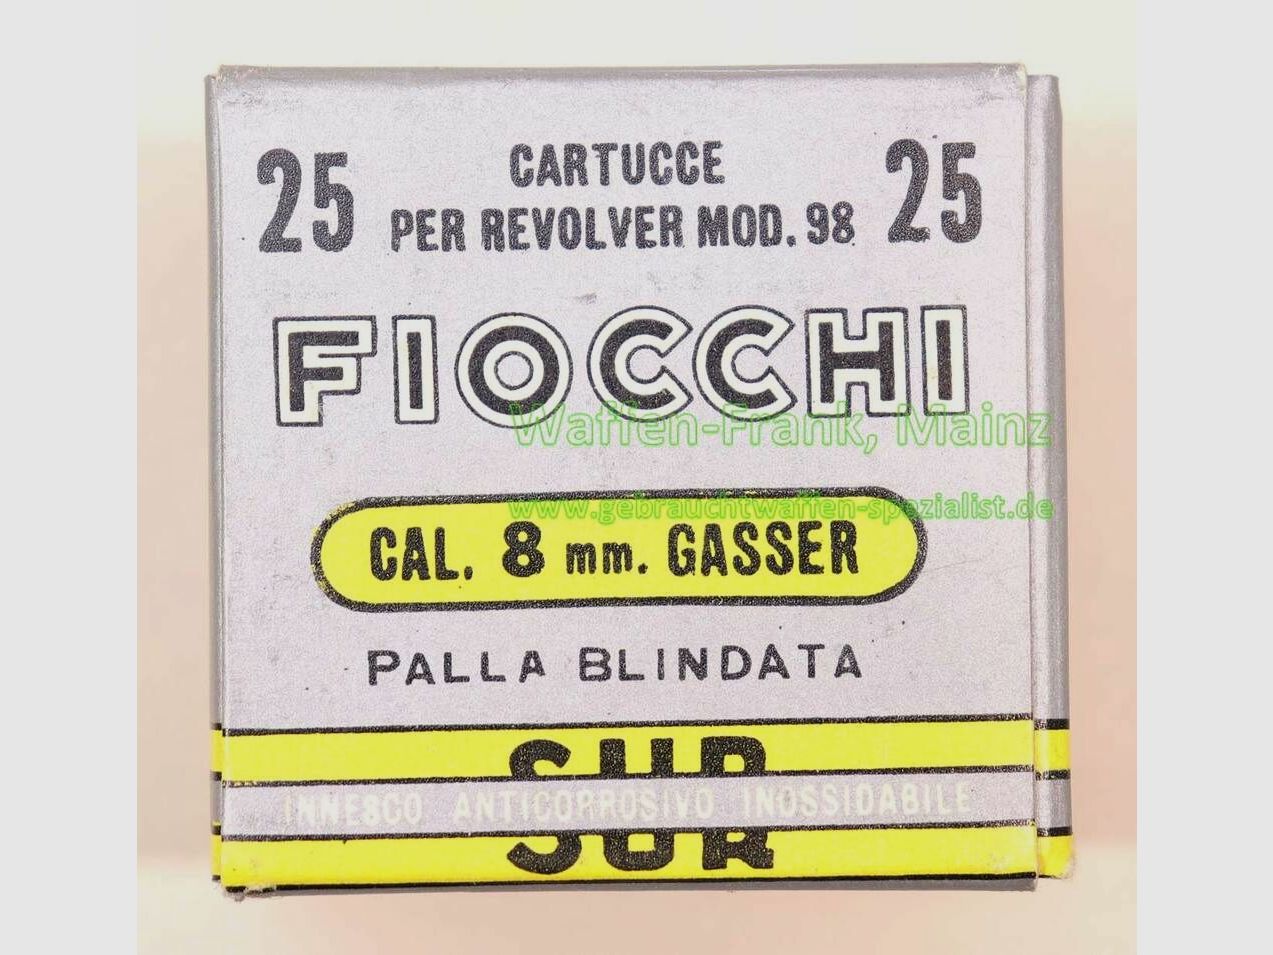 25 CARTUCCE 25
PER REVOLVER MOD. 98
FIOCCHI
Waffen-Frank, Mainz
www.gebrauchtwaffen-spezialist.de
CAL. 8 mm. GASSER
PALLA BLINDATA
SUR
INNESCO ANTICORROSIVO INOSSIDABILE